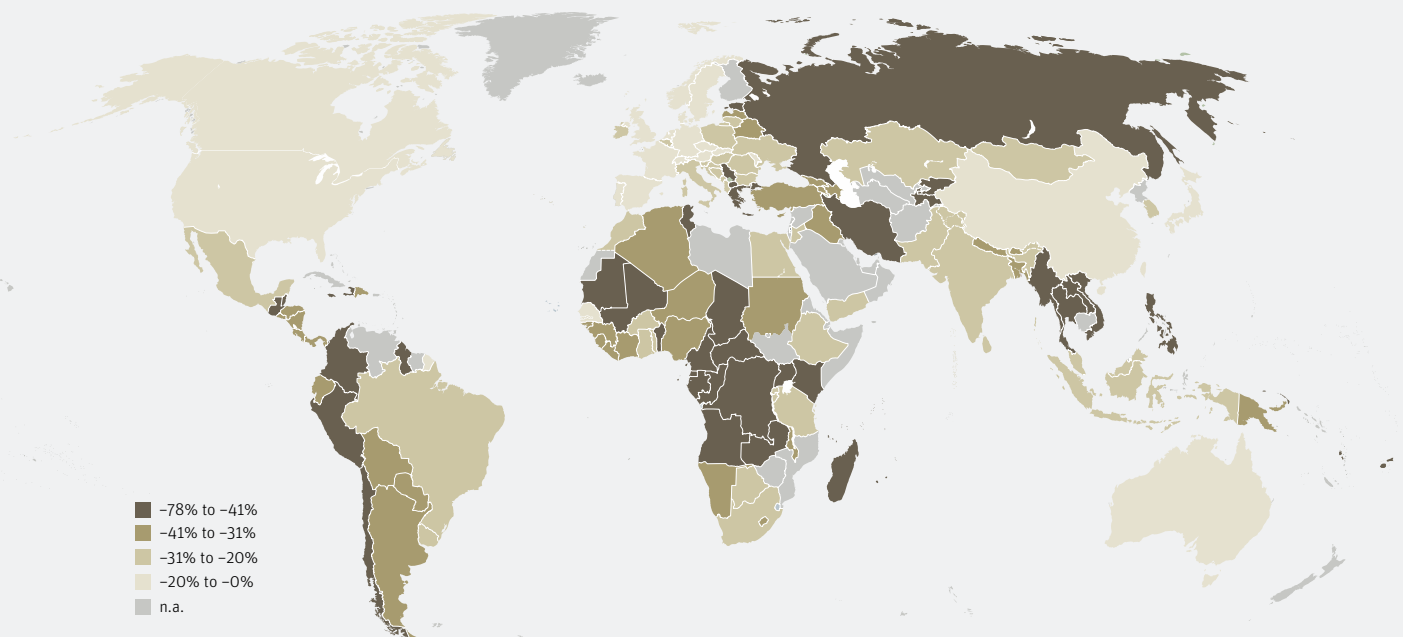 –78% to –41%
–41% to –31%
–31% to –20%
–20% to –0%
n.a.